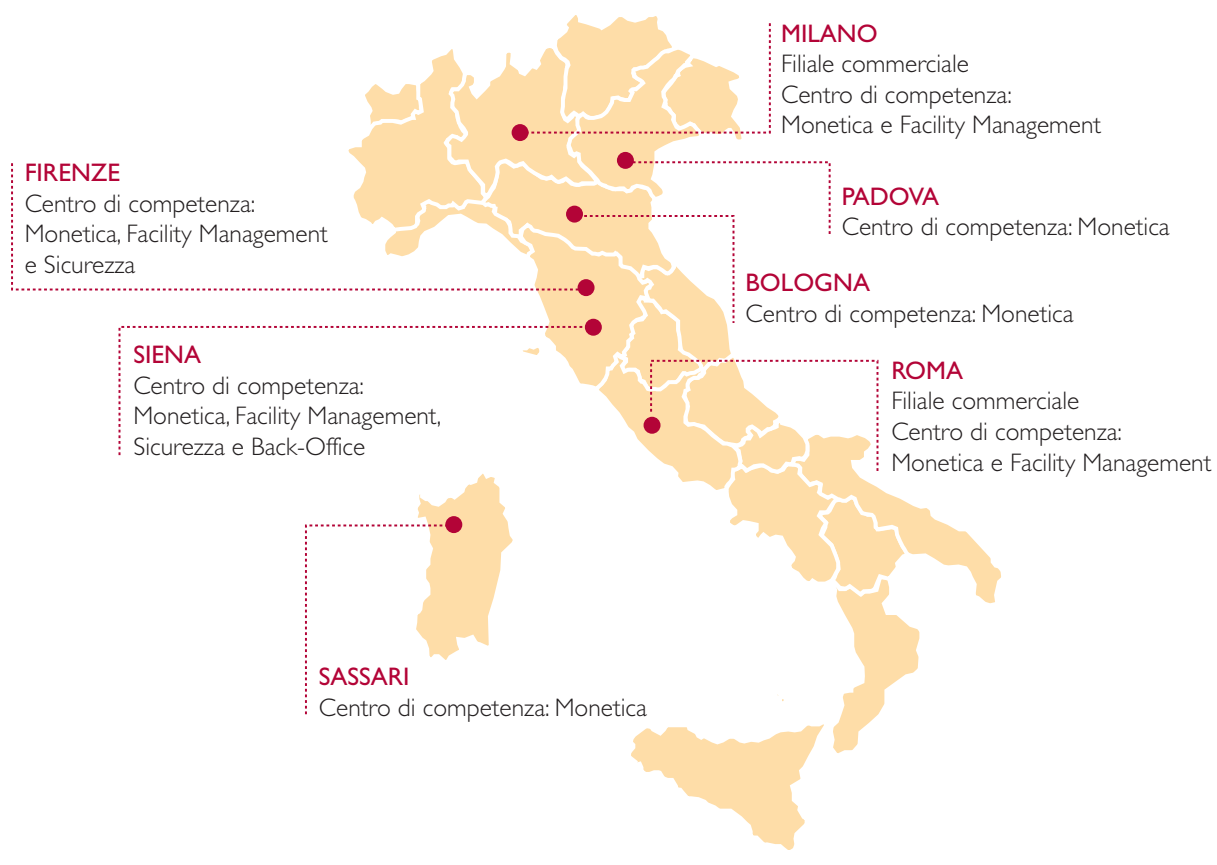 MILANO
Filiale commerciale
Centro di competenza:
Monetica e Facility Management
FIRENZE
Centro di competenza:
Monetica, Facility Management
e Sicurezza
PADOVA
Centro di competenza: Monetica
BOLOGNA
Centro di competenza: Monetica
SIENA
Centro di competenza:
Monetica, Facility Management,
Sicurezza e Back-Office
ROMA
Filiale commerciale
Centro di competenza:
Monetica e Facility Management
SASSARI
Centro di competenza: Monetica